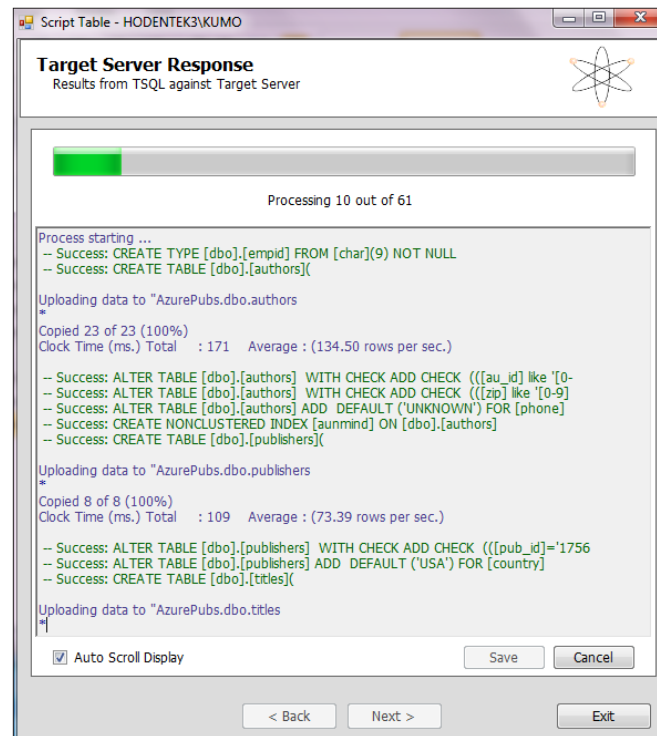 Script Table - HODENTEK3\KUMO
Target Server Response
Results from TSQL against Target Server
Processing 10 out of 61
Process starting ...
-- Success: CREATE TYPE [dbo].[empid] FROM [char](9) NOT NULL
-- Success: CREATE TABLE [dbo].[authors](
Uploading data to "AzurePubs.dbo.authors
*
Copied 23 of 23 (100%)
Clock Time (ms.) Total : 171 Average : (134.50 rows per sec.)
-- Success: ALTER TABLE [dbo].[authors] WITH CHECK ADD CHECK (([au_id] like '[0-
-- Success: ALTER TABLE [dbo].[authors] WITH CHECK ADD CHECK (([zip] like '[0-9]
-- Success: ALTER TABLE [dbo].[authors] ADD DEFAULT ('UNKNOWN') FOR [phone]
-- Success: CREATE NONCLUSTERED INDEX [aunmind] ON [dbo].[authors]
-- Success: CREATE TABLE [dbo].[publishers](
Uploading data to "AzurePubs.dbo.publishers
*
Copied 8 of 8 (100%)
Clock Time (ms.) Total : 109 Average : (73.39 rows per sec.)
-- Success: ALTER TABLE [dbo].[publishers] WITH CHECK ADD CHECK (([pub_id]='1756
-- Success: ALTER TABLE [dbo].[publishers] ADD DEFAULT ('USA') FOR [country]
-- Success: CREATE TABLE [dbo].[titles](
Uploading data to "AzurePubs.dbo.titles
*
Auto Scroll Display
Save
Cancel
< Back
Next >
Exit